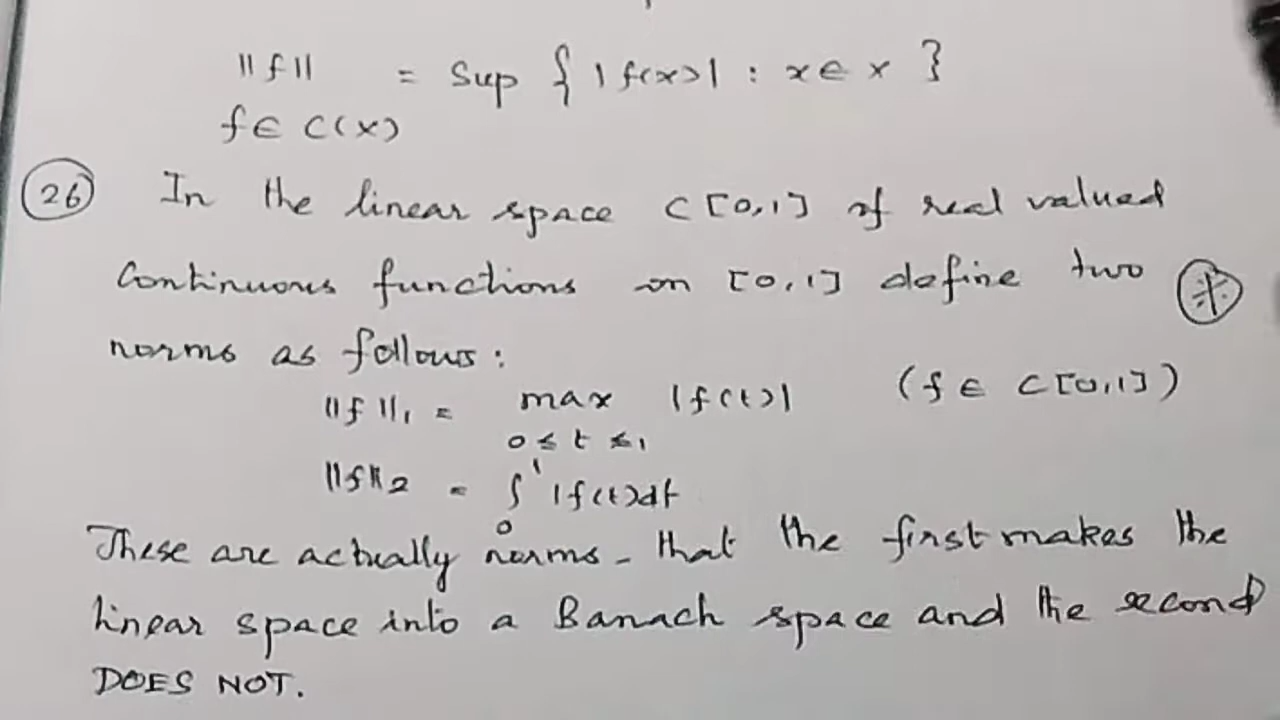 ||f|| = Sup { |f(x)| : x ∈ x }
f ∈ C(x)
(26) In the linear space C[0,1] of real valued
Continuous functions on [0,1] define two
norms as follows:
||f||₁ = max |f(t)| (f ∈ C[0,1])
0 ≤ t ≤ 1
||f||₂ = ∫₀¹ |f(t)dt
These are actually norms - that the first makes the
linear space into a Banach space and the second
DOES NOT.